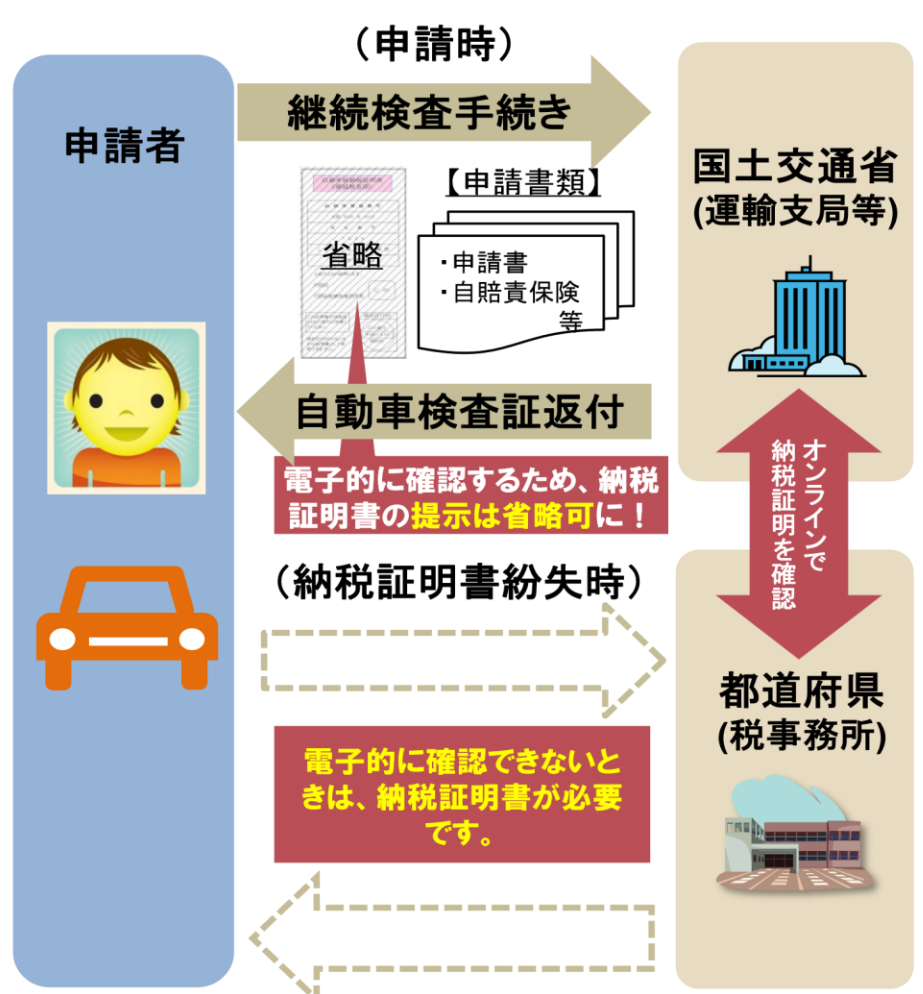 (申請時)
継続検査手続き
申請者
国土交通省
(運輸支局等)
【申請書類】
省略
・申請書
・自賠責保険
等
自動車検査証返付
電子的に確認するため、納税
証明書の提示は省略可に!
オンラインで
納税証明を確認
(納税証明書紛失時)
都道府県
(税事務所)
電子的に確認できないと
きは、納税証明書が必要
です。